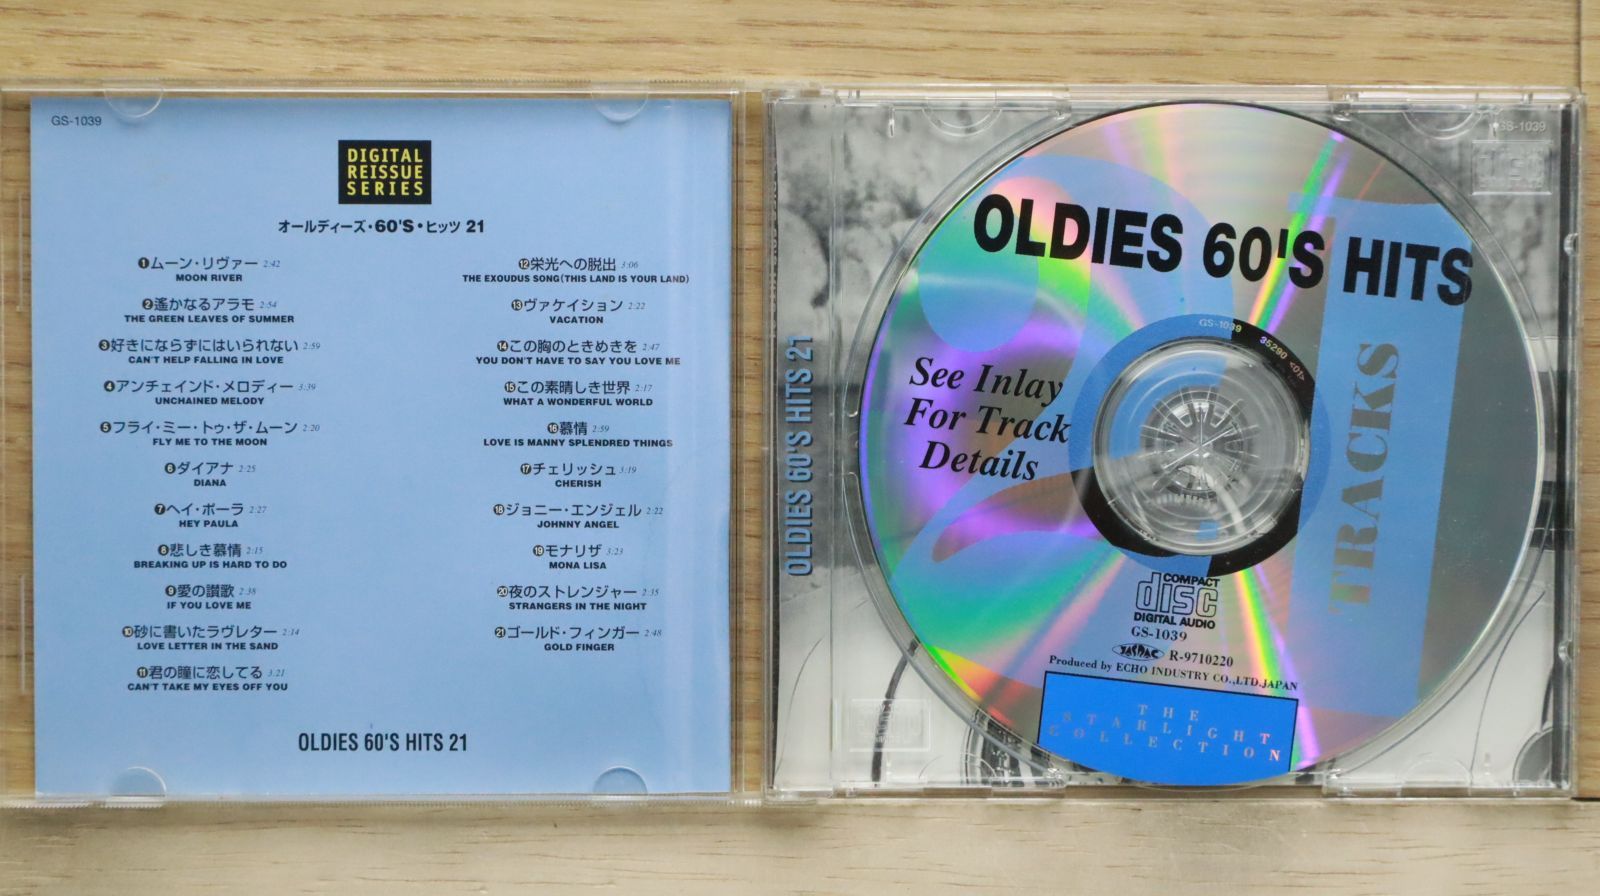 GS-1039
DIGITAL
REISSUE
SERIES
オールディーズ・60'S・ヒッツ 21
❶ムーン・リヴァー 2:42
MOON RIVER
❷遙かなるアラモ 2:54
THE GREEN LEAVES OF SUMMER
❸好きにならずにはいられない 2:59
CAN'T HELP FALLING IN LOVE
❹アンチェインド・メロディー 3:39
UNCHAINED MELODY
❺フライ・ミー・トゥ・ザ・ムーン 2:20
FLY ME TO THE MOON
❻ダイアナ 2:25
DIANA
❼ヘイ・ポーラ 2:27
HEY PAULA
❽悲しき慕情 2:15
BREAKING UP IS HARD TO DO
❾愛の讃歌 2:38
IF YOU LOVE ME
❿砂に書いたラヴレター 2:14
LOVE LETTER IN THE SAND
⓫君の瞳に恋してる 3:21
CAN'T TAKE MY EYES OFF YOU
⓬栄光への脱出 3:06
THE EXOUDUS SONG(THIS LAND IS YOUR LAND)
⓭ヴァケイション 2:22
VACATION
⓮この胸のときめきを 2:47
YOU DON'T HAVE TO SAY YOU LOVE ME
⓯この素晴しき世界 2:17
WHAT A WONDERFUL WORLD
⓰慕情 2:59
LOVE IS MANNY SPLENDRED THINGS
⓱チェリッシュ 3:19
CHERISH
⓲ジョニー・エンジェル 2:22
JOHNNY ANGEL
⓳モナリザ 3:23
MONA LISA
⓴夜のストレンジャー 2:35
STRANGERS IN THE NIGHT
㉑ゴールド・フィンガー 2:48
GOLD FINGER
OLDIES 60'S HITS 21
OLDIES 60'S HITS 21
GS-1039
OLDIES 60'S HITS
21
TRACKS
GS-1039
35290 <01>
See Inlay
For Track
Details
COMPACT
disc
DIGITAL AUDIO
GS-1039
JASRAC R-9710220
Produced by ECHO INDUSTRY CO.,LTD.JAPAN
THE
STARLIGHT
COLLECTION